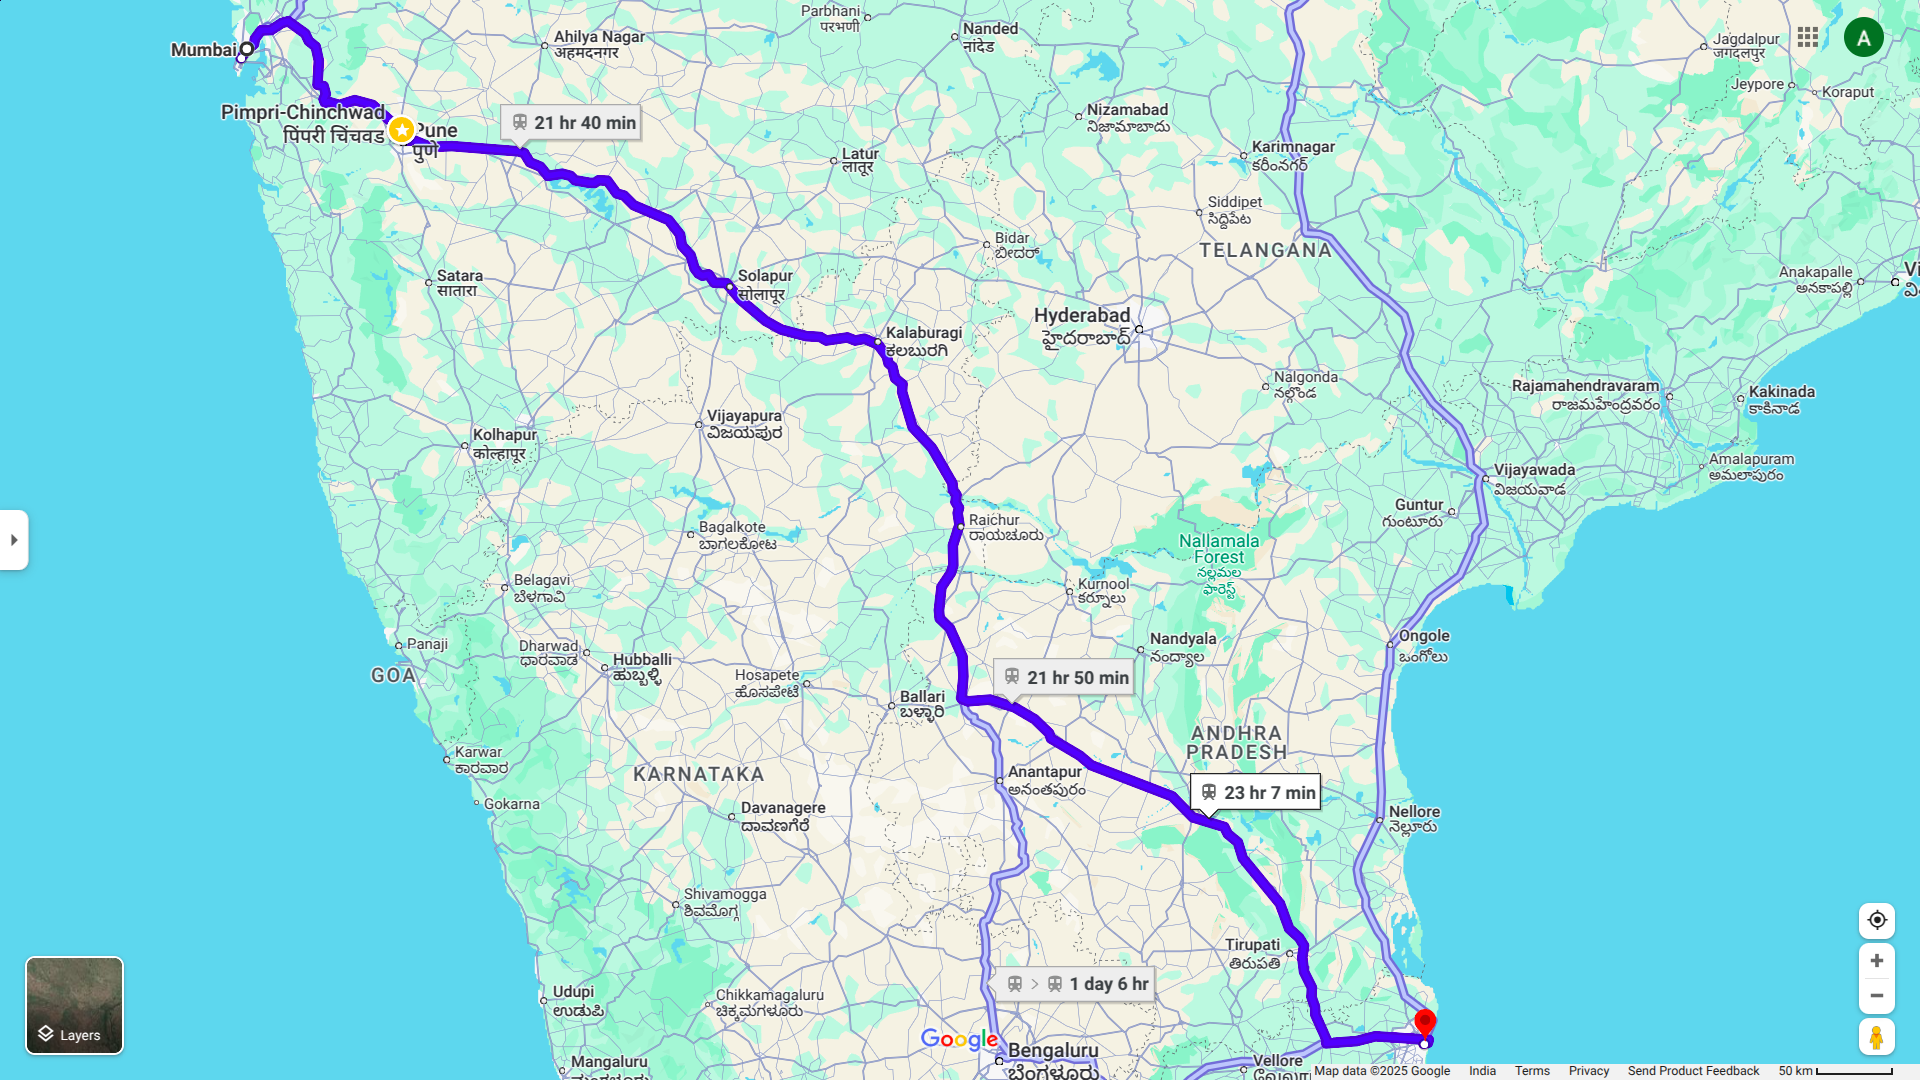 Parbhani
परभणी
Ahilya Nagar
अहमदनगर
Nanded
नांदेड
Jagdalpur
जगदलपुर
A
Mumbai
Jeypore
Koraput
Pimpri-Chinchwad
पिंपरी चिंचवड
Pune
पुणे
21 hr 40 min
Nizamabad
నిజామాబాదు
Karimnagar
కరీంనగర్
Latur
लातूर
Siddipet
సిద్దిపేట
TELANGANA
Bidar
ಬೀದರ್
Satara
सातारा
Solapur
सोलापूर
Anakapalle
అనకాపల్లి
Hyderabad
హైదరాబాద్
Kalaburagi
ಕಲಬುರಗಿ
Nalgonda
నల్గొండ
Rajamahendravaram
రాజమహేంద్రవరం
Kakinada
కాకినాడ
Vijayapura
ವಿಜಯಪುರ
Kolhapur
कोल्हापूर
Amalapuram
అమలాపురం
Vijayawada
విజయవాడ
Guntur
గుంటూరు
Raichur
ರಾಯಚೂರು
Bagalkote
ಬಾಗಲಕೋಟ
Nallamala
Forest
నల్లమల
ఫారెస్ట్
Belagavi
ಬೆಳಗಾವಿ
Kurnool
కర్నూలు
Panaji
GOA
Dharwad
ಧಾರವಾಡ
Hubballi
ಹುಬ್ಬಳ್ಳಿ
Nandyala
నంద్యాల
Ongole
ఒంగోలు
Hosapete
ಹೊಸಪೇಟೆ
21 hr 50 min
Ballari
ಬಳ್ಳಾರಿ
ANDHRA
PRADESH
Karwar
ಕಾರವಾರ
KARNATAKA
Anantapur
అనంతపురం
23 hr 7 min
Gokarna
Davanagere
ದಾವಣಗೆರೆ
Nellore
నెల్లూరు
Shivamogga
ಶಿವಮೊಗ್ಗ
Tirupati
తిరుపతి
1 day 6 hr
Udupi
ಉಡುಪಿ
Chikkamagaluru
ಚಿಕ್ಕಮಗಳೂರು
Layers
Google
Bengaluru
ಬೆಂಗಳೂರು
Mangaluru
Vellore
Map data ©2025 Google India Terms Privacy Send Product Feedback 50 km